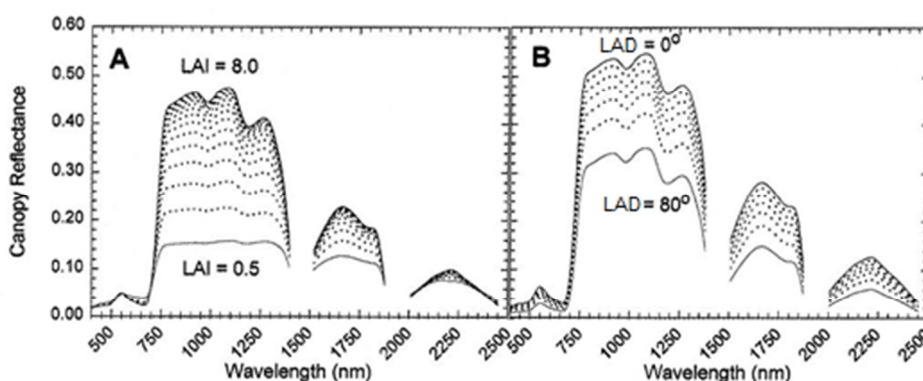 A
B
LAI = 8.0
LAI = 0.5
LAD = 0°
LAD = 80°
Canopy Reflectance
0.60
0.50
0.40
0.30
0.20
0.10
0.00
500 750 1000 1250 1500 1750 2000 2250 2500
500 750 1000 1250 1500 1750 2000 2250 2500
Wavelength (nm)
Wavelength (nm)